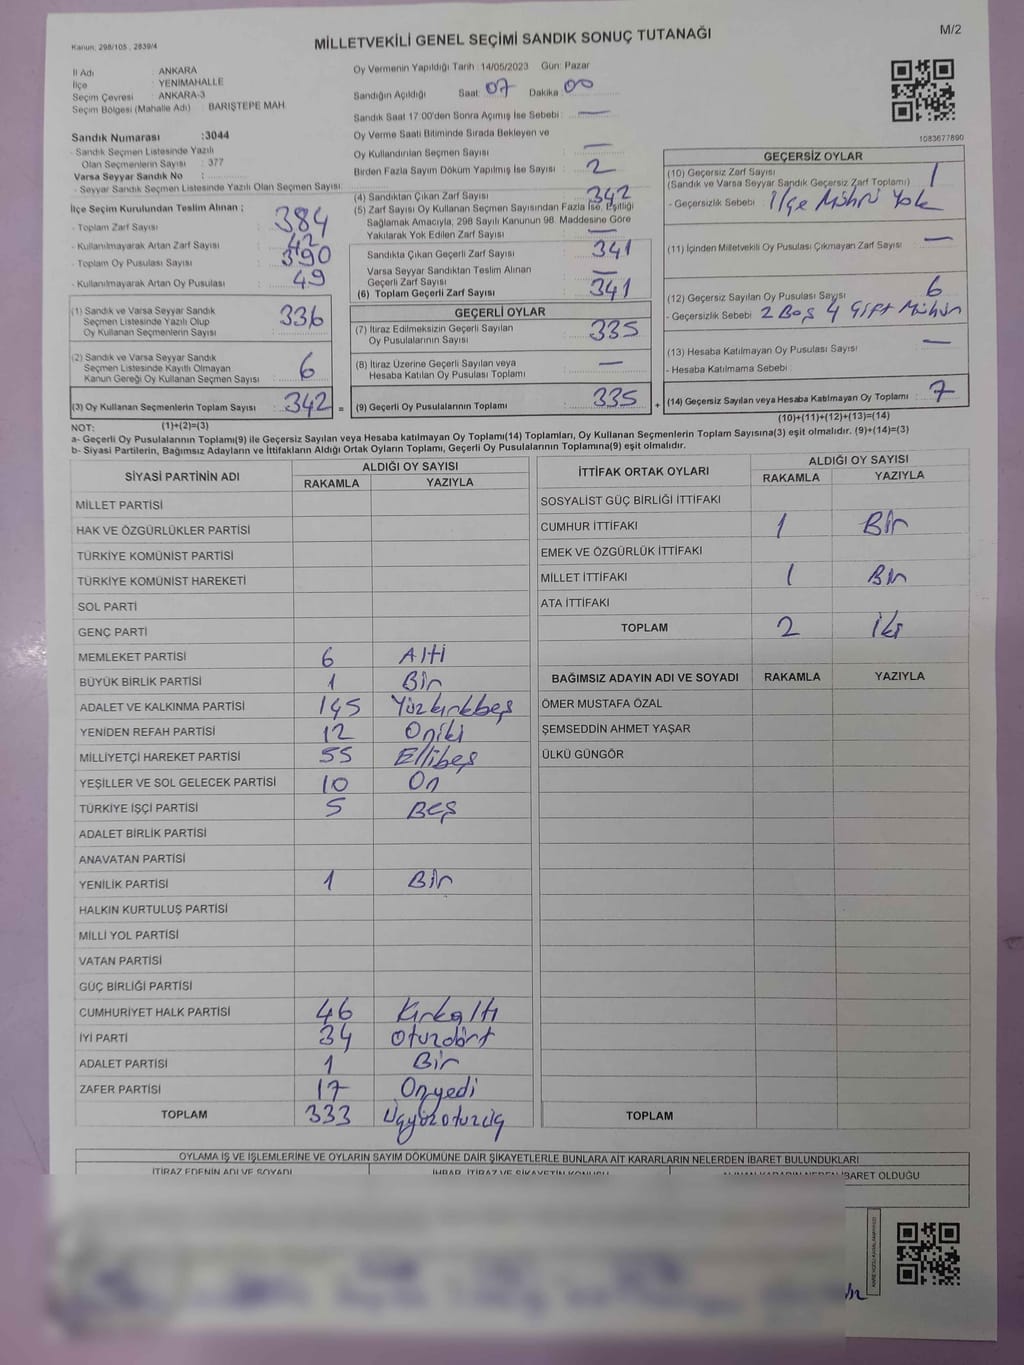 Kanun: 298/105 , 2839/4
MİLLETVEKİLİ GENEL SEÇİMİ SANDIK SONUÇ TUTANAĞI
M/2
İl Adı : ANKARA
İlçe : YENİMAHALLE
Seçim Çevresi : ANKARA-3
Seçim Bölgesi (Mahalle Adı) : BARIŞTEPE MAH.
Sandık Numarası :3044
- Sandık Seçmen Listesinde Yazılı
Olan Seçmenlerin Sayısı : 377
Varsa Seyyar Sandık No :
- Seyyar Sandık Seçmen Listesinde Yazılı Olan Seçmen Sayısı:
İlçe Seçim Kurulundan Teslim Alınan ;
- Toplam Zarf Sayısı : 384
- Kullanılmayarak Artan Zarf Sayısı : 42
- Toplam Oy Pusulası Sayısı : 390
- Kullanılmayarak Artan Oy Pusulası : 49
(1) Sandık ve Varsa Seyyar Sandık
Seçmen Listesinde Yazılı Olup
Oy Kullanan Seçmenlerin Sayısı : 336
(2) Sandık ve Varsa Seyyar Sandık
Seçmen Listesinde Kayıtlı Olmayan
Kanun Gereği Oy Kullanan Seçmen Sayısı : 6
(3) Oy Kullanan Seçmenlerin Toplam Sayısı : 342 =
Oy Vermenin Yapıldığı Tarih :14/05/2023 Gün: Pazar
Sandığın Açıldığı Saat: 07 Dakika: 00
Sandık Saat 17:00'den Sonra Açımış İse Sebebi : —
Oy Verme Saati Bitiminde Sırada Bekleyen ve
Oy Kullandırılan Seçmen Sayısı : —
Birden Fazla Sayım Döküm Yapılmış İse Sayısı : 2
(4) Sandıktan Çıkan Zarf Sayısı : 342
(5) Zarf Sayısı Oy Kullanan Seçmen Sayısından Fazla İse, Eşitliği
Sağlamak Amacıyla, 298 Sayılı Kanunun 98. Maddesine Göre
Yakılarak Yok Edilen Zarf Sayısı : —
Sandıkta Çıkan Geçerli Zarf Sayısı : 341
Varsa Seyyar Sandıktan Teslim Alınan
Geçerli Zarf Sayısı : —
(6) Toplam Geçerli Zarf Sayısı : 341
GEÇERLİ OYLAR
(7) İtiraz Edilmeksizin Geçerli Sayılan
Oy Pusulalarının Sayısı : 335
(8) İtiraz Üzerine Geçerli Sayılan veya
Hesaba Katılan Oy Pusulası Toplamı : —
(9) Geçerli Oy Pusulalarının Toplamı : 335 +
1083677890
GEÇERSİZ OYLAR
(10) Geçersiz Zarf Sayısı
(Sandık ve Varsa Seyyar Sandık Geçersiz Zarf Toplamı) : 1
- Geçersizlik Sebebi : İlçe Mührü Yok
(11) İçinden Milletvekili Oy Pusulası Çıkmayan Zarf Sayısı : —
(12) Geçersiz Sayılan Oy Pusulası Sayısı : 6
- Geçersizlik Sebebi : 2 Boş 4 Çift Mühür
(13) Hesaba Katılmayan Oy Pusulası Sayısı : —
- Hesaba Katılmama Sebebi :
(14) Geçersiz Sayılan veya Hesaba Katılmayan Oy Toplamı : 7
NOT: (1)+(2)=(3)
(10)+(11)+(12)+(13)=(14)
a- Geçerli Oy Pusulalarının Toplamı(9) ile Geçersiz Sayılan veya Hesaba katılmayan Oy Toplamı(14) Toplamları, Oy Kullanan Seçmenlerin Toplam Sayısına(3) eşit olmalıdır. (9)+(14)=(3)
b- Siyasi Partilerin, Bağımsız Adayların ve İttifakların Aldığı Ortak Oyların Toplamı, Geçerli Oy Pusulalarının Toplamına(9) eşit olmalıdır.
SİYASİ PARTİNİN ADI ALDIĞI OY SAYISI
RAKAMLA YAZIYLA
MİLLET PARTİSİ
HAK VE ÖZGÜRLÜKLER PARTİSİ
TÜRKİYE KOMÜNİST PARTİSİ
TÜRKİYE KOMÜNİST HAREKETİ
SOL PARTİ
GENÇ PARTİ
MEMLEKET PARTİSİ 6 Altı
BÜYÜK BİRLİK PARTİSİ 1 Bir
ADALET VE KALKINMA PARTİSİ 145 Yüzkırkbeş
YENİDEN REFAH PARTİSİ 12 Oniki
MİLLİYETÇİ HAREKET PARTİSİ 55 Ellibeş
YEŞİLLER VE SOL GELECEK PARTİSİ 10 On
TÜRKİYE İŞÇİ PARTİSİ 5 Beş
ADALET BİRLİK PARTİSİ
ANAVATAN PARTİSİ
YENİLİK PARTİSİ 1 Bir
HALKIN KURTULUŞ PARTİSİ
MİLLİ YOL PARTİSİ
VATAN PARTİSİ
GÜÇ BİRLİĞİ PARTİSİ
CUMHURİYET HALK PARTİSİ 46 Kırkaltı
İYİ PARTİ 34 Otuzdört
ADALET PARTİSİ 1 Bir
ZAFER PARTİSİ 17 Onyedi
TOPLAM 333 Üçyüzotuzüç
İTTİFAK ORTAK OYLARI ALDIĞI OY SAYISI
RAKAMLA YAZIYLA
SOSYALİST GÜÇ BİRLİĞİ İTTİFAKI
CUMHUR İTTİFAKI 1 Bir
EMEK VE ÖZGÜRLÜK İTTİFAKI
MİLLET İTTİFAKI 1 Bir
ATA İTTİFAKI
TOPLAM 2 İki
BAĞIMSIZ ADAYIN ADI VE SOYADI RAKAMLA YAZIYLA
ÖMER MUSTAFA ÖZAL
ŞEMSEDDİN AHMET YAŞAR
ÜLKÜ GÜNGÖR
TOPLAM
OYLAMA İŞ VE İŞLEMLERİNE VE OYLARIN SAYIM DÖKÜMÜNE DAİR ŞİKAYETLERLE BUNLARA AİT KARARLARIN NELERDEN İBARET BULUNDUKLARI
İTİRAZ EDENİN ADI VE SOYADI İHBAR, İTİRAZ VE ŞİKAYETİN KONUSU ALINAN KARARIN NEDEN İBARET OLDUĞU